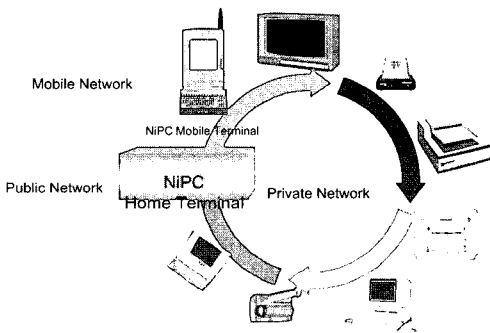 Mobile Network
NiPC Mobile Terminal
Public Network
NiPC
Home Terminal
Private Network